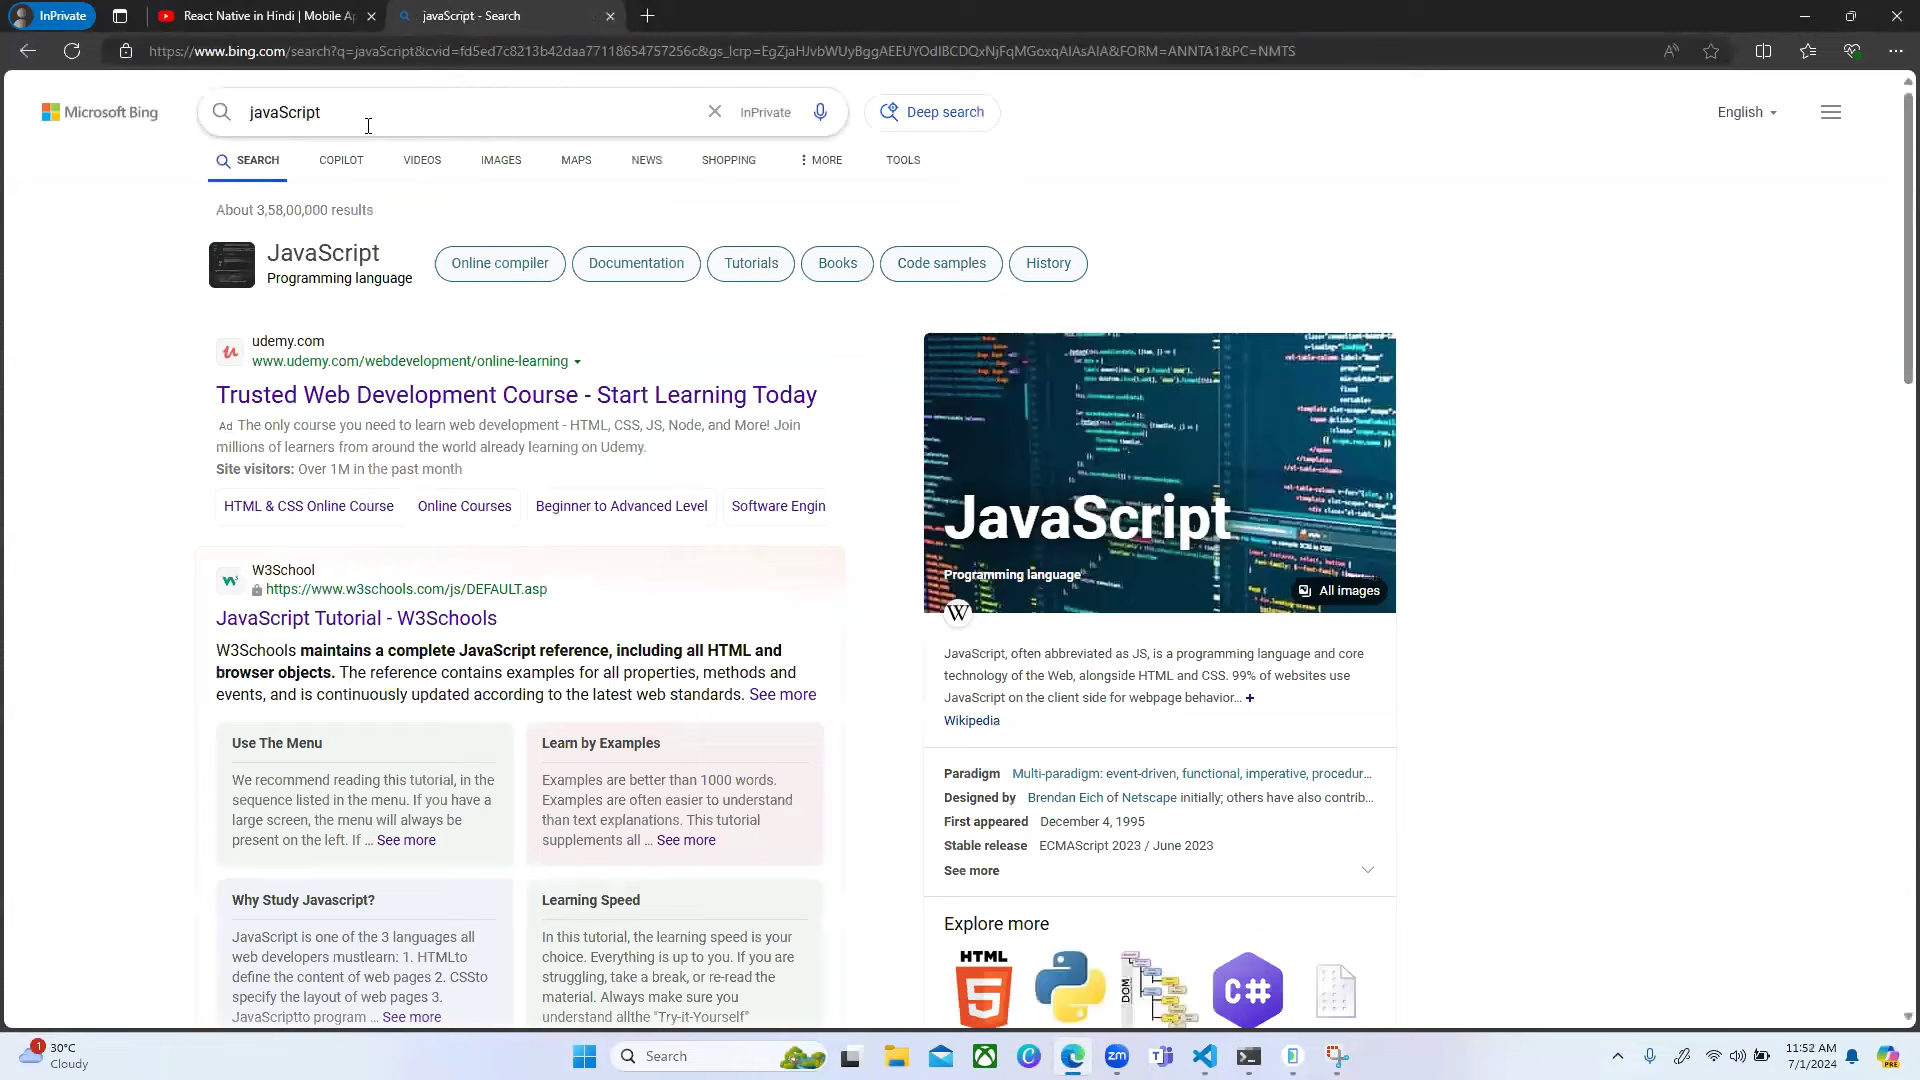 InPrivate
React Native in Hindi | Mobile Ap
javaScript - Search
https://www.bing.com/search?q=javaScript&cvid=fd5ed7c8213b42daa77118654757256c&gs_lcrp=EgZjaHJvbWUyBggAEEUYOdIBCDQxNjFqMGoxqAIAsAIA&FORM=ANNTA1&PC=NMTS
Microsoft Bing
javaScript
InPrivate
Deep search
English
SEARCH
COPILOT
VIDEOS
IMAGES
MAPS
NEWS
SHOPPING
MORE
TOOLS
About 3,58,00,000 results
JavaScript
Programming language
Online compiler
Documentation
Tutorials
Books
Code samples
History
udemy.com
www.udemy.com/webdevelopment/online-learning
Trusted Web Development Course - Start Learning Today
Ad The only course you need to learn web development - HTML, CSS, JS, Node, and More! Join
millions of learners from around the world already learning on Udemy.
Site visitors: Over 1M in the past month
HTML & CSS Online Course
Online Courses
Beginner to Advanced Level
Software Engin
W3School
https://www.w3schools.com/js/DEFAULT.asp
JavaScript Tutorial - W3Schools
W3Schools maintains a complete JavaScript reference, including all HTML and
browser objects. The reference contains examples for all properties, methods and
events, and is continuously updated according to the latest web standards. See more
Use The Menu
We recommend reading this tutorial, in the
sequence listed in the menu. If you have a
large screen, the menu will always be
present on the left. If ... See more
Learn by Examples
Examples are better than 1000 words.
Examples are often easier to understand
than text explanations. This tutorial
supplements all ... See more
Why Study Javascript?
JavaScript is one of the 3 languages all
web developers mustlearn: 1. HTMLto
define the content of web pages 2. CSSto
specify the layout of web pages 3.
JavaScriptto program ... See more
Learning Speed
In this tutorial, the learning speed is your
choice. Everything is up to you. If you are
struggling, take a break, or re-read the
material. Always make sure you
understand allthe "Try-it-Yourself"
JavaScript
Programming language
All images
W
JavaScript, often abbreviated as JS, is a programming language and core
technology of the Web, alongside HTML and CSS. 99% of websites use
JavaScript on the client side for webpage behavior... +
Wikipedia
Paradigm Multi-paradigm: event-driven, functional, imperative, procedur...
Designed by Brendan Eich of Netscape initially; others have also contrib...
First appeared December 4, 1995
Stable release ECMAScript 2023 / June 2023
See more
Explore more
HTML
5
DOM
C#
1
30°C
Cloudy
Search
zm
11:52 AM
7/1/2024
PRE